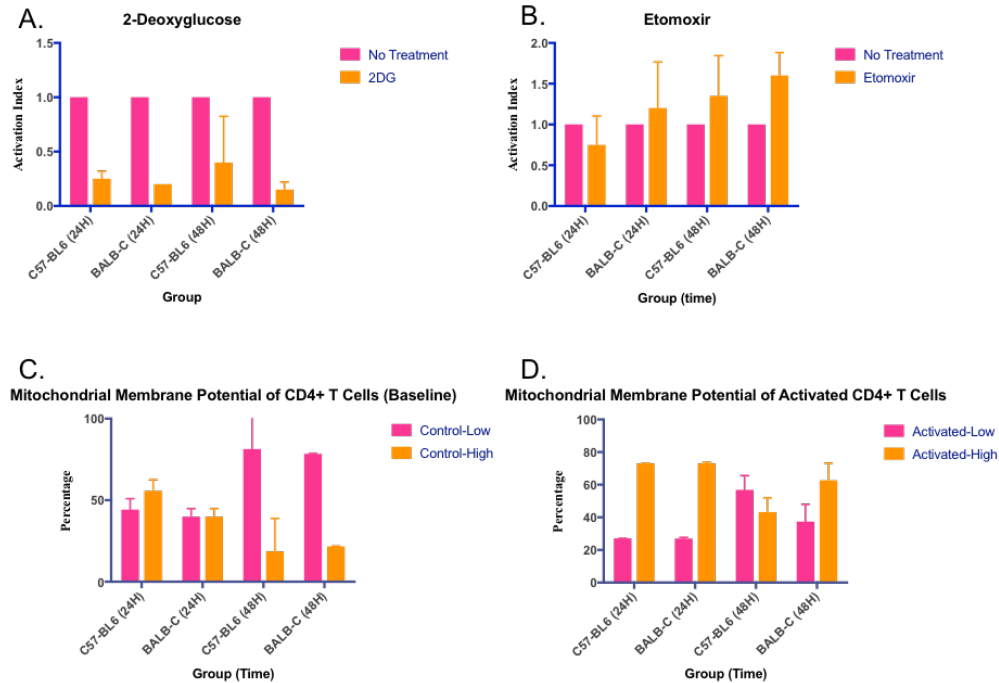 A.
2-Deoxyglucose
1.5
1.0
0.5
0.0
Activation Index
No Treatment
2DG
C57-BL6 (24H)
BALB-C (24H)
C57-BL6 (48H)
BALB-C (48H)
Group
B.
Etomoxir
2.0
1.5
1.0
0.5
0.0
Activation Index
No Treatment
Etomoxir
C57-BL6 (24H)
BALB-C (24H)
C57-BL6 (48H)
BALB-C (48H)
Group (time)
C.
Mitochondrial Membrane Potential of CD4+ T Cells (Baseline)
100
50
0
Percentage
Control-Low
Control-High
C57-BL6 (24H)
BALB-C (24H)
C57-BL6 (48H)
BALB-C (48H)
Group (Time)
D.
Mitochondrial Membrane Potential of Activated CD4+ T Cells
100
80
60
40
20
0
Percentage
Activated-Low
Activated-High
C57-BL6 (24H)
BALB-C (24H)
C57-BL6 (48H)
BALB-C (48H)
Group (Time)